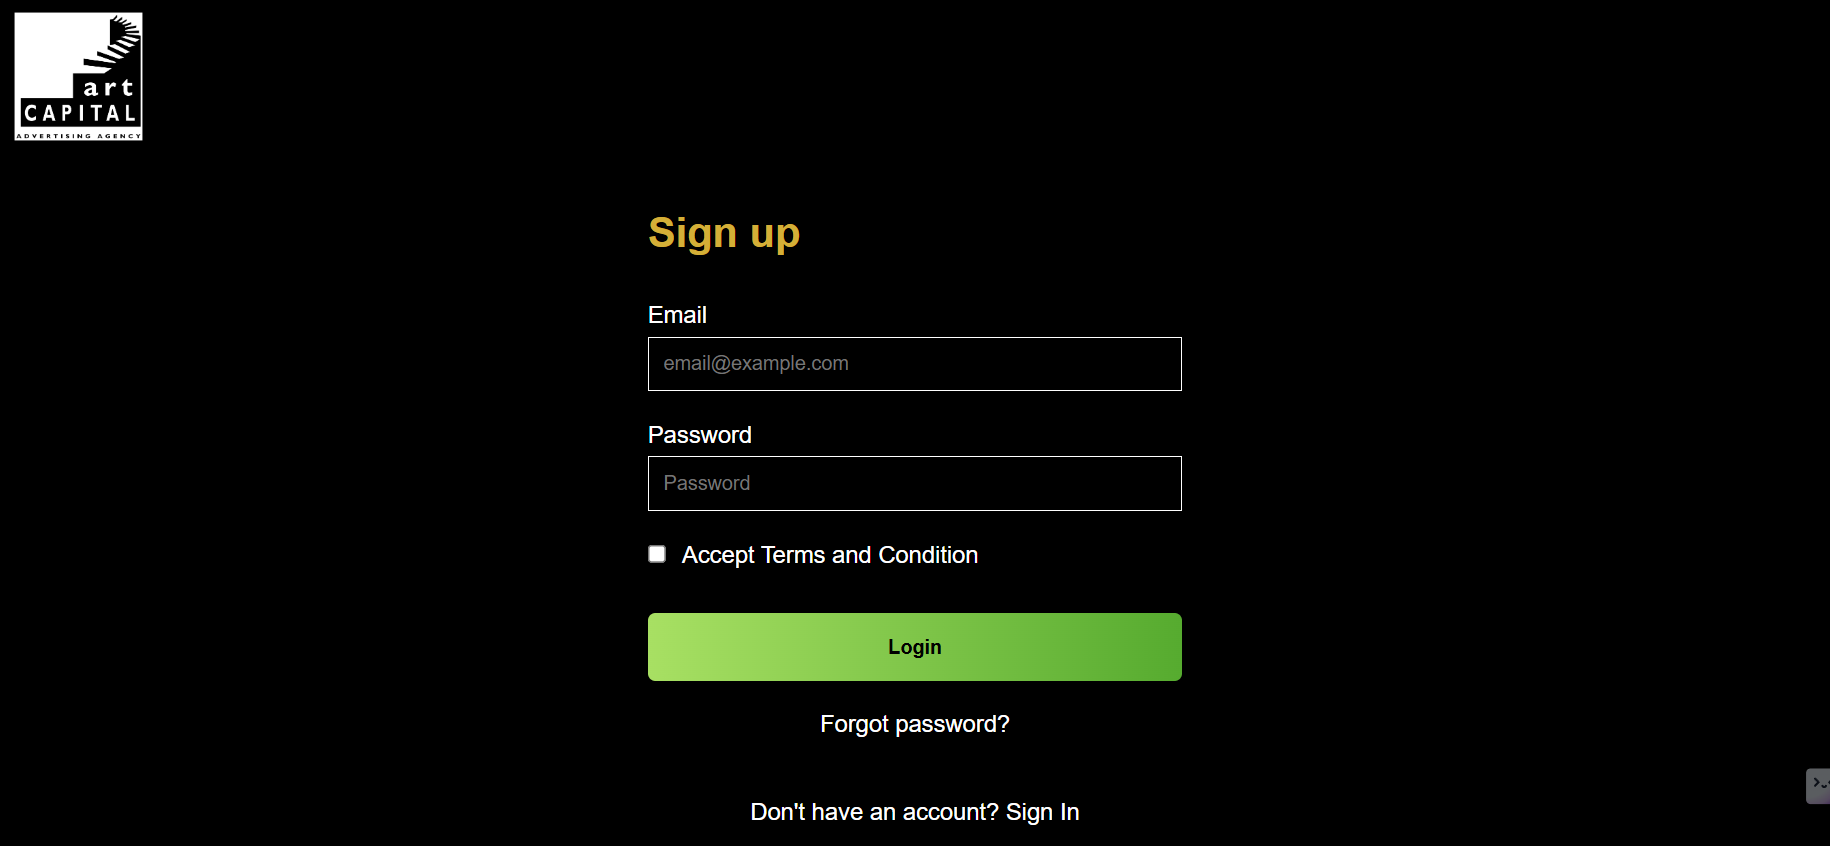 art
CAPITAL
ADVERTISING AGENCY
Sign up
Email
email@example.com
Password
Password
Accept Terms and Condition
Login
Forgot password?
Don't have an account? Sign In